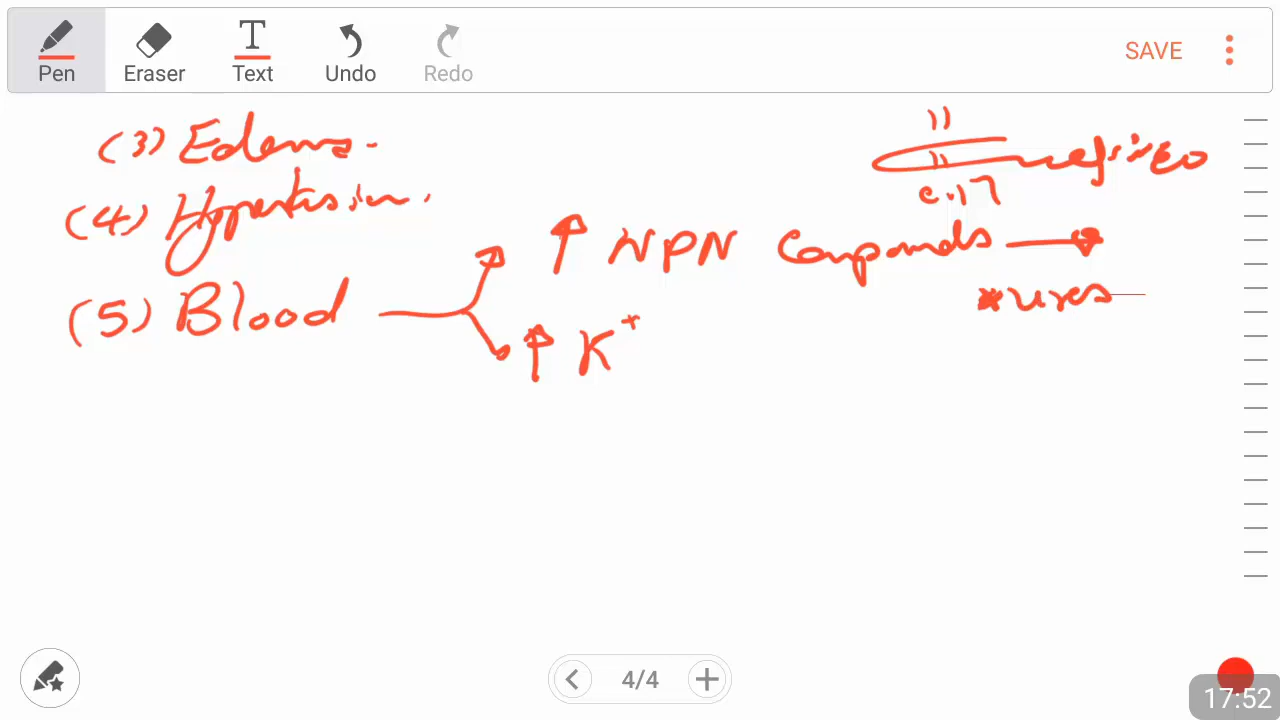 Pen
Eraser
T
Text
Undo
Redo
SAVE
(3) Edema.
(4) Hypertension.
(5) Blood
↑ NPN Compounds →
* urea
↑ K+
4/4
17:52